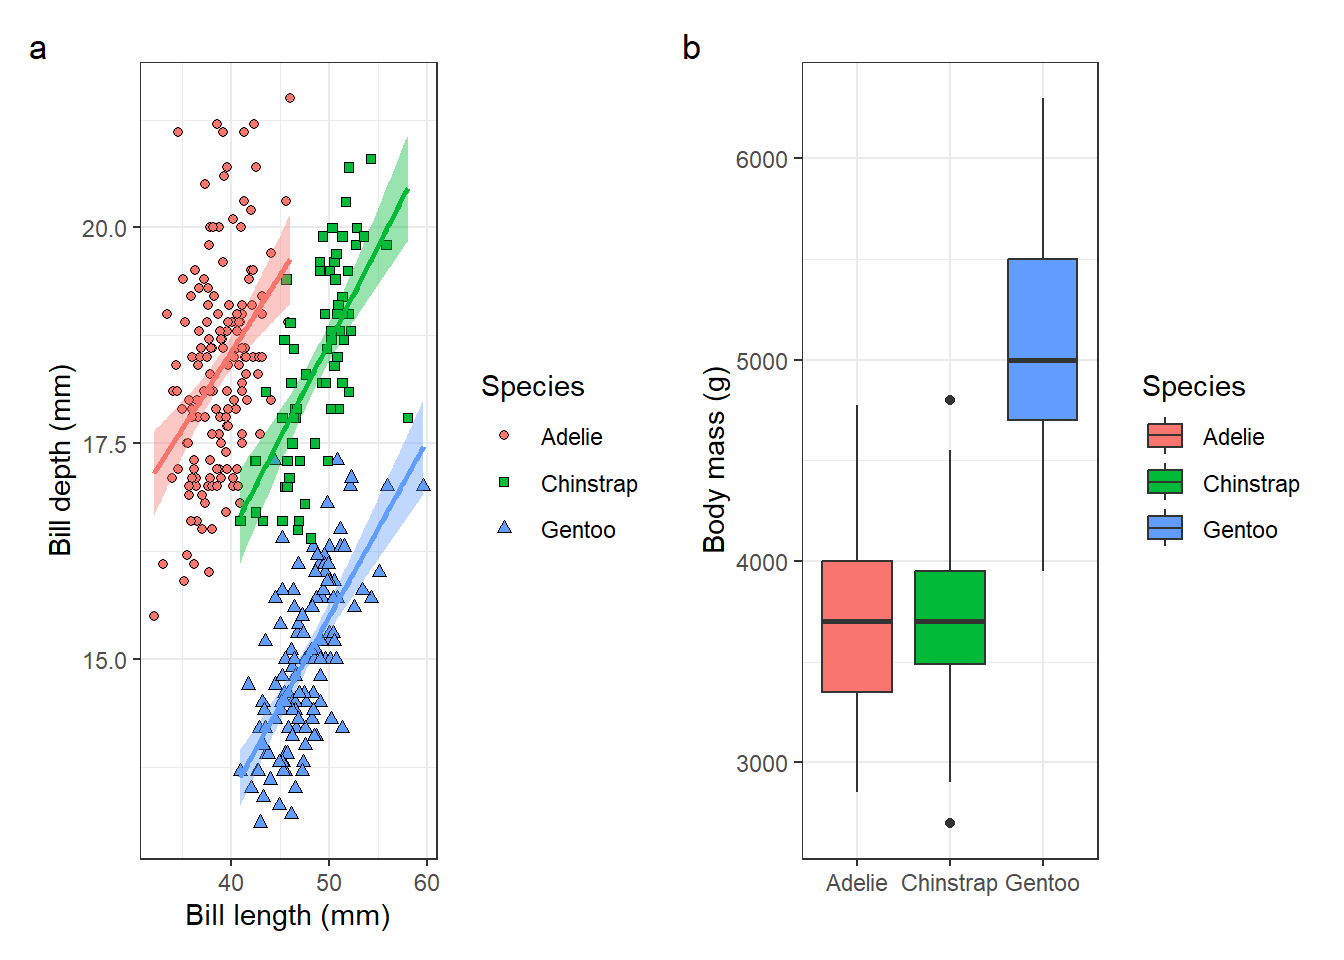 a
Bill depth (mm)
20.0
17.5
15.0
40 50 60
Bill length (mm)
Species
Adelie
Chinstrap
Gentoo
b
Body mass (g)
6000
5000
4000
3000
Adelie Chinstrap Gentoo
Species
Adelie
Chinstrap
Gentoo